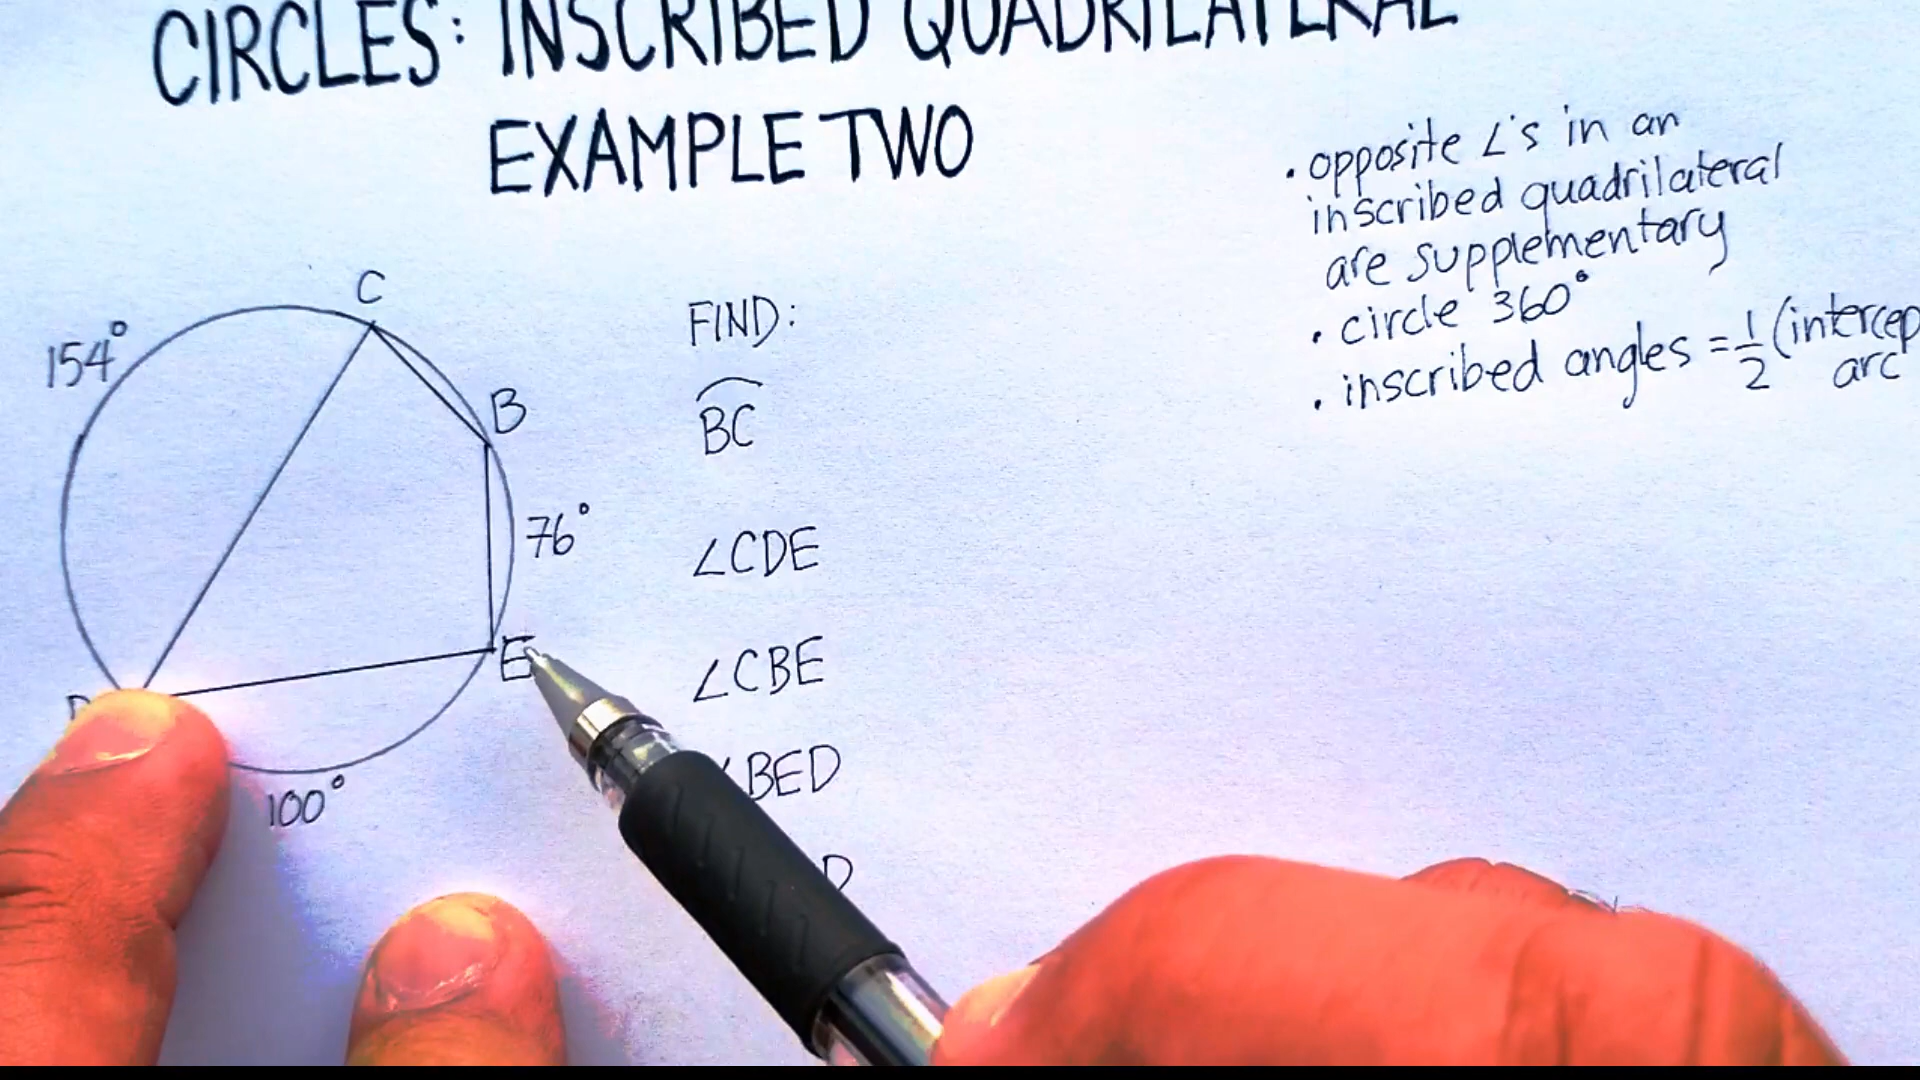 CIRCLES: INSCRIBED QUADRILATERAL
EXAMPLE TWO
• opposite ∠'s in an
inscribed quadrilateral
are supplementary
• circle 360°
• inscribed angles = 1/2 (intercep
arc
C
154°
B
76°
E
100°
FIND:
BC
∠CDE
∠CBE
∠BED
D